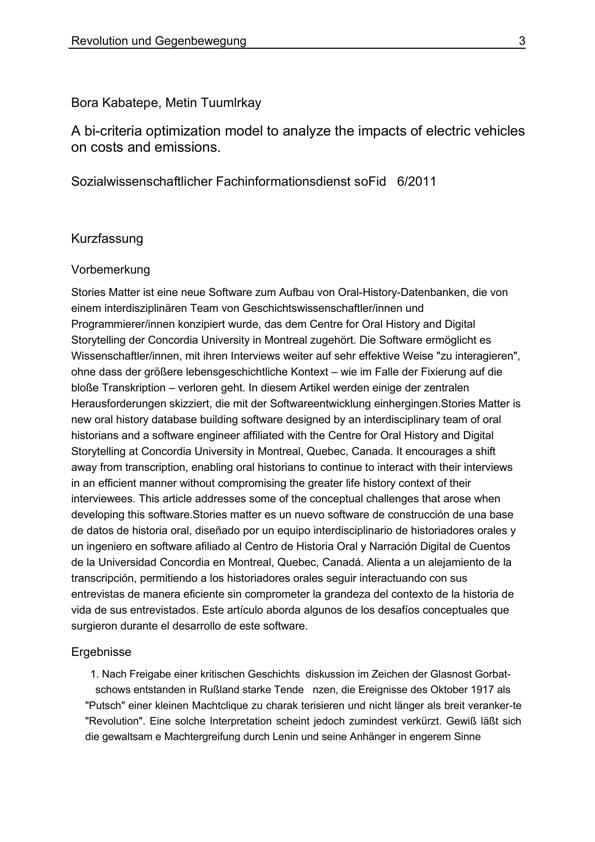 Revolution und Gegenbewegung 3
Bora Kabatepe, Metin Tuumlrkay
A bi-criteria optimization model to analyze the impacts of electric vehicles
on costs and emissions.
Sozialwissenschaftlicher Fachinformationsdienst soFid 6/2011
Kurzfassung
Vorbemerkung
Stories Matter ist eine neue Software zum Aufbau von Oral-History-Datenbanken, die von
einem interdisziplinären Team von Geschichtswissenschaftler/innen und
Programmierer/innen konzipiert wurde, das dem Centre for Oral History and Digital
Storytelling der Concordia University in Montreal zugehört. Die Software ermöglicht es
Wissenschaftler/innen, mit ihren Interviews weiter auf sehr effektive Weise "zu interagieren",
ohne dass der größere lebensgeschichtliche Kontext – wie im Falle der Fixierung auf die
bloße Transkription – verloren geht. In diesem Artikel werden einige der zentralen
Herausforderungen skizziert, die mit der Softwareentwicklung einhergingen.Stories Matter is
new oral history database building software designed by an interdisciplinary team of oral
historians and a software engineer affiliated with the Centre for Oral History and Digital
Storytelling at Concordia University in Montreal, Quebec, Canada. It encourages a shift
away from transcription, enabling oral historians to continue to interact with their interviews
in an efficient manner without compromising the greater life history context of their
interviewees. This article addresses some of the conceptual challenges that arose when
developing this software.Stories matter es un nuevo software de construcción de una base
de datos de historia oral, diseñado por un equipo interdisciplinario de historiadores orales y
un ingeniero en software afiliado al Centro de Historia Oral y Narración Digital de Cuentos
de la Universidad Concordia en Montreal, Quebec, Canadá. Alienta a un alejamiento de la
transcripción, permitiendo a los historiadores orales seguir interactuando con sus
entrevistas de manera eficiente sin comprometer la grandeza del contexto de la historia de
vida de sus entrevistados. Este artículo aborda algunos de los desafíos conceptuales que
surgieron durante el desarrollo de este software.
Ergebnisse
1. Nach Freigabe einer kritischen Geschichts diskussion im Zeichen der Glasnost Gorbat-
schows entstanden in Rußland starke Tende nzen, die Ereignisse des Oktober 1917 als
"Putsch" einer kleinen Machtclique zu charak terisieren und nicht länger als breit veranker-te
"Revolution". Eine solche Interpretation scheint jedoch zumindest verkürzt. Gewiß läßt sich
die gewaltsam e Machtergreifung durch Lenin und seine Anhänger in engerem Sinne